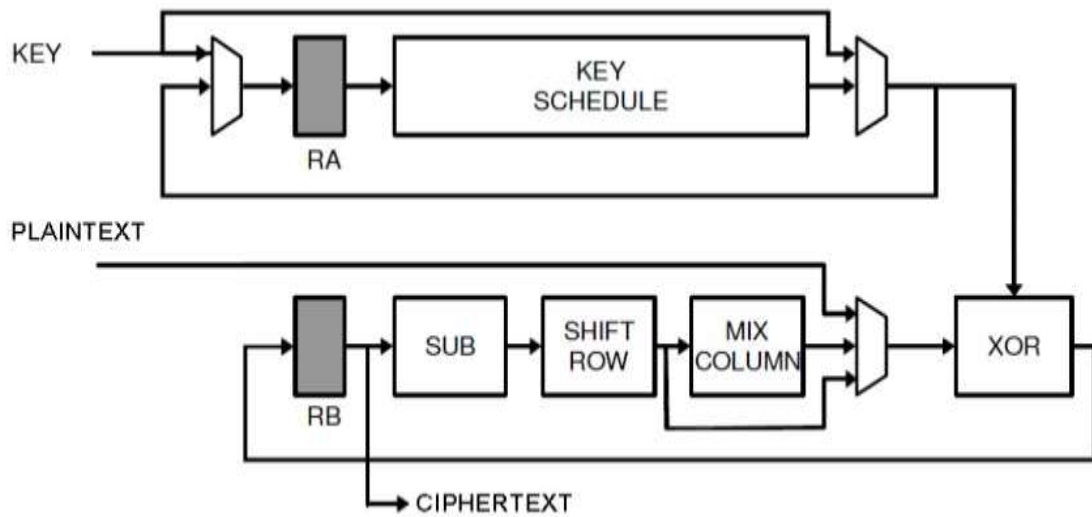 KEY
KEY
SCHEDULE
RA
PLAINTEXT
SUB
SHIFT
ROW
MIX
COLUMN
XOR
RB
CIPHERTEXT